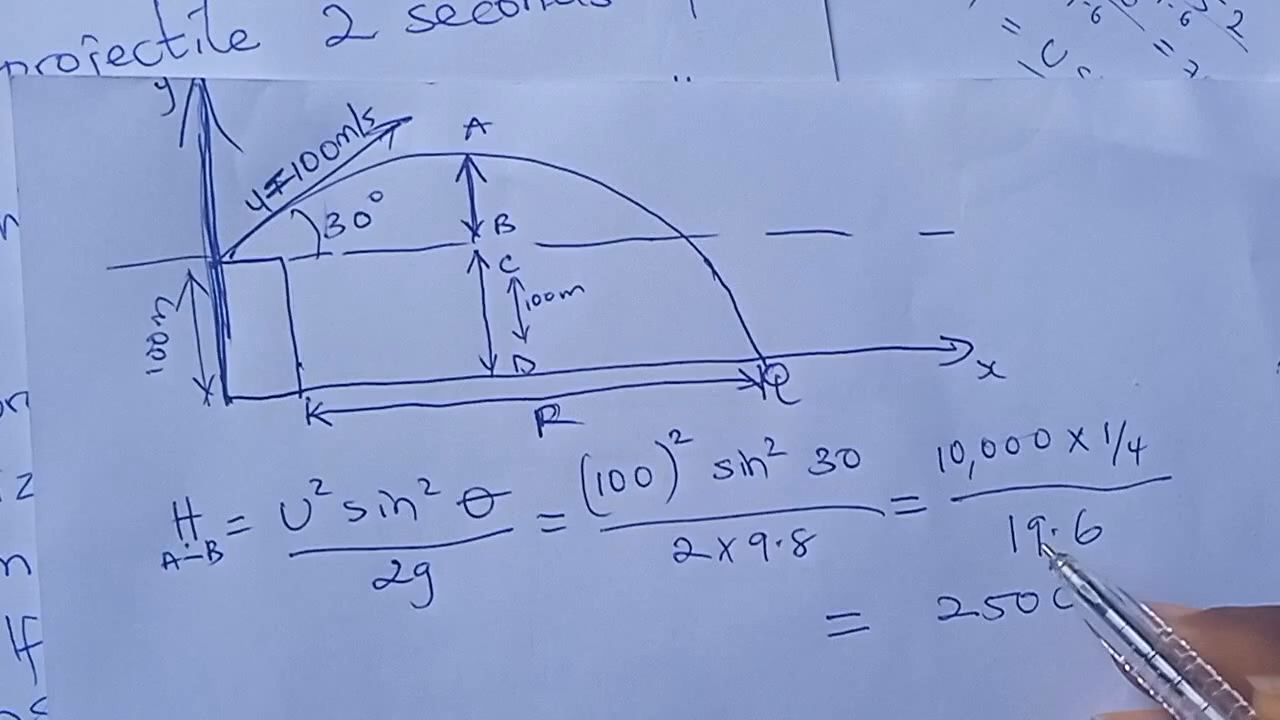 projectile 2 seconds
y
u=100m/s
A
30°
B
C
100m
100m
D
x
K
Q
R
H A-B = U² sin² θ / 2g = (100)² sin² 30 / 2 x 9.8 = 10,000 x 1/4 / 19.6
= 250